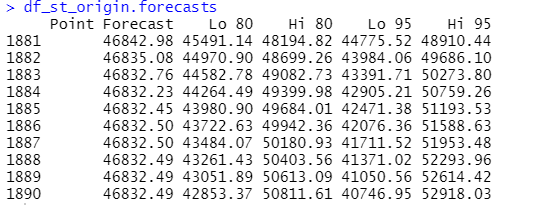 > df_st_origin.forecasts
Point Forecast Lo 80 Hi 80 Lo 95 Hi 95
1881 46842.98 45491.14 48194.82 44775.52 48910.44
1882 46835.08 44970.90 48699.26 43984.06 49686.10
1883 46832.76 44582.78 49082.73 43391.71 50273.80
1884 46832.23 44264.49 49399.98 42905.21 50759.26
1885 46832.45 43980.90 49684.01 42471.38 51193.53
1886 46832.50 43722.63 49942.36 42076.36 51588.63
1887 46832.50 43484.07 50180.93 41711.52 51953.48
1888 46832.49 43261.43 50403.56 41371.02 52293.96
1889 46832.49 43051.89 50613.09 41050.56 52614.42
1890 46832.49 42853.37 50811.61 40746.95 52918.03